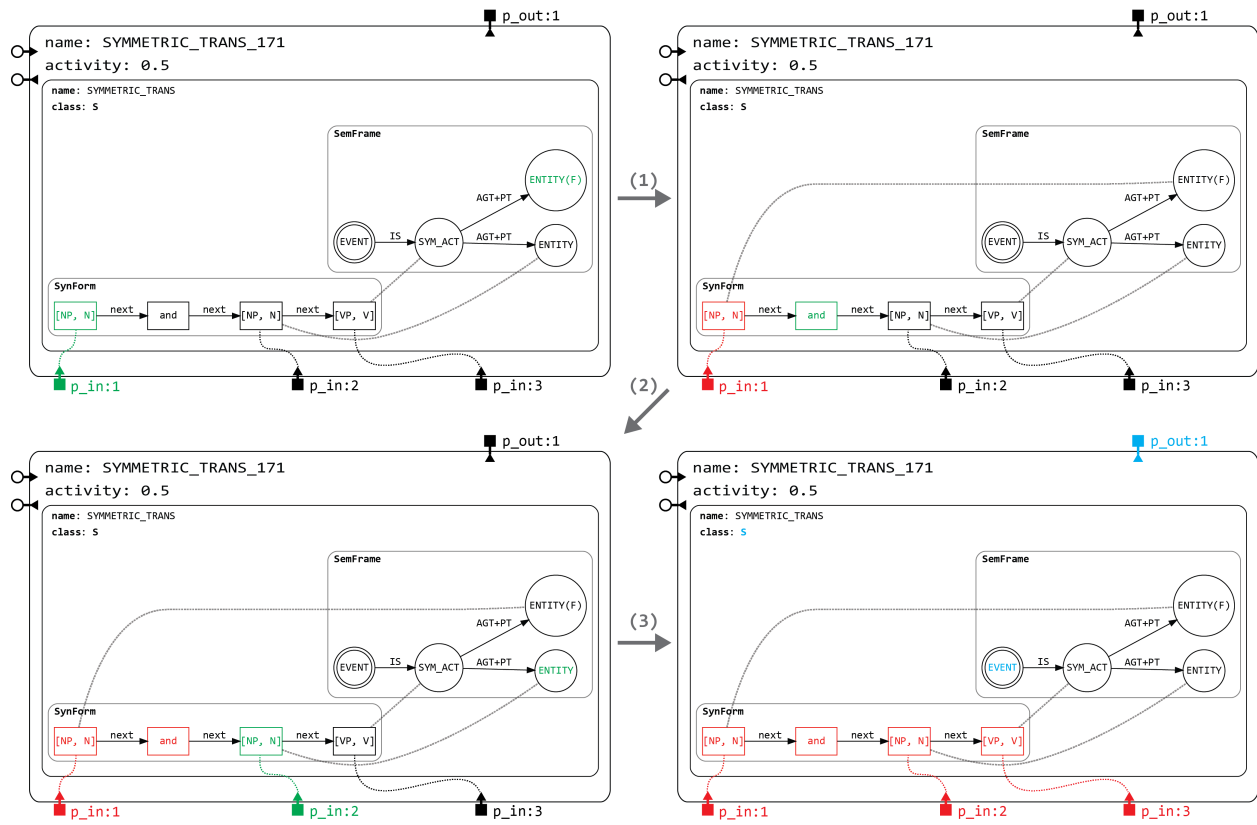 p_out:1
name: SYMMETRIC_TRANS_171
activity: 0.5
name: SYMMETRIC_TRANS
class: S
SemFrame
ENTITY(F)
AGT+PT
EVENT
IS
SYM_ACT
AGT+PT
ENTITY
SynForm
[NP, N]
next
and
next
[NP, N]
next
[VP, V]
p_in:1
p_in:2
p_in:3
(1)
p_out:1
name: SYMMETRIC_TRANS_171
activity: 0.5
name: SYMMETRIC_TRANS
class: S
SemFrame
ENTITY(F)
AGT+PT
EVENT
IS
SYM_ACT
AGT+PT
ENTITY
SynForm
[NP, N]
next
and
next
[NP, N]
next
[VP, V]
p_in:1
p_in:2
p_in:3
(2)
p_out:1
name: SYMMETRIC_TRANS_171
activity: 0.5
name: SYMMETRIC_TRANS
class: S
SemFrame
ENTITY(F)
AGT+PT
EVENT
IS
SYM_ACT
AGT+PT
ENTITY
SynForm
[NP, N]
next
and
next
[NP, N]
next
[VP, V]
p_in:1
p_in:2
p_in:3
(3)
p_out:1
name: SYMMETRIC_TRANS_171
activity: 0.5
name: SYMMETRIC_TRANS
class: S
SemFrame
ENTITY(F)
AGT+PT
EVENT
IS
SYM_ACT
AGT+PT
ENTITY
SynForm
[NP, N]
next
and
next
[NP, N]
next
[VP, V]
p_in:1
p_in:2
p_in:3